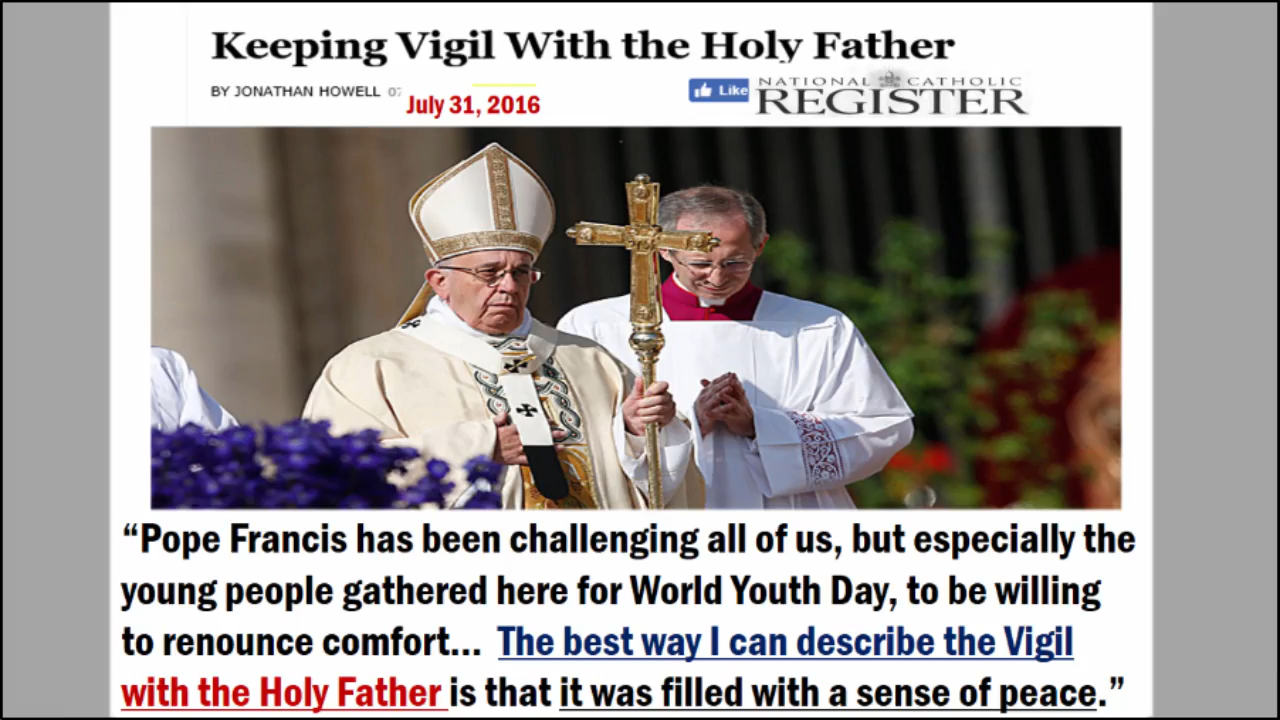 Keeping Vigil With the Holy Father
BY JONATHAN HOWELL 07
July 31, 2016
Like
NATIONAL CATHOLIC
REGISTER
“Pope Francis has been challenging all of us, but especially the
young people gathered here for World Youth Day, to be willing
to renounce comfort... The best way I can describe the Vigil
with the Holy Father is that it was filled with a sense of peace.”